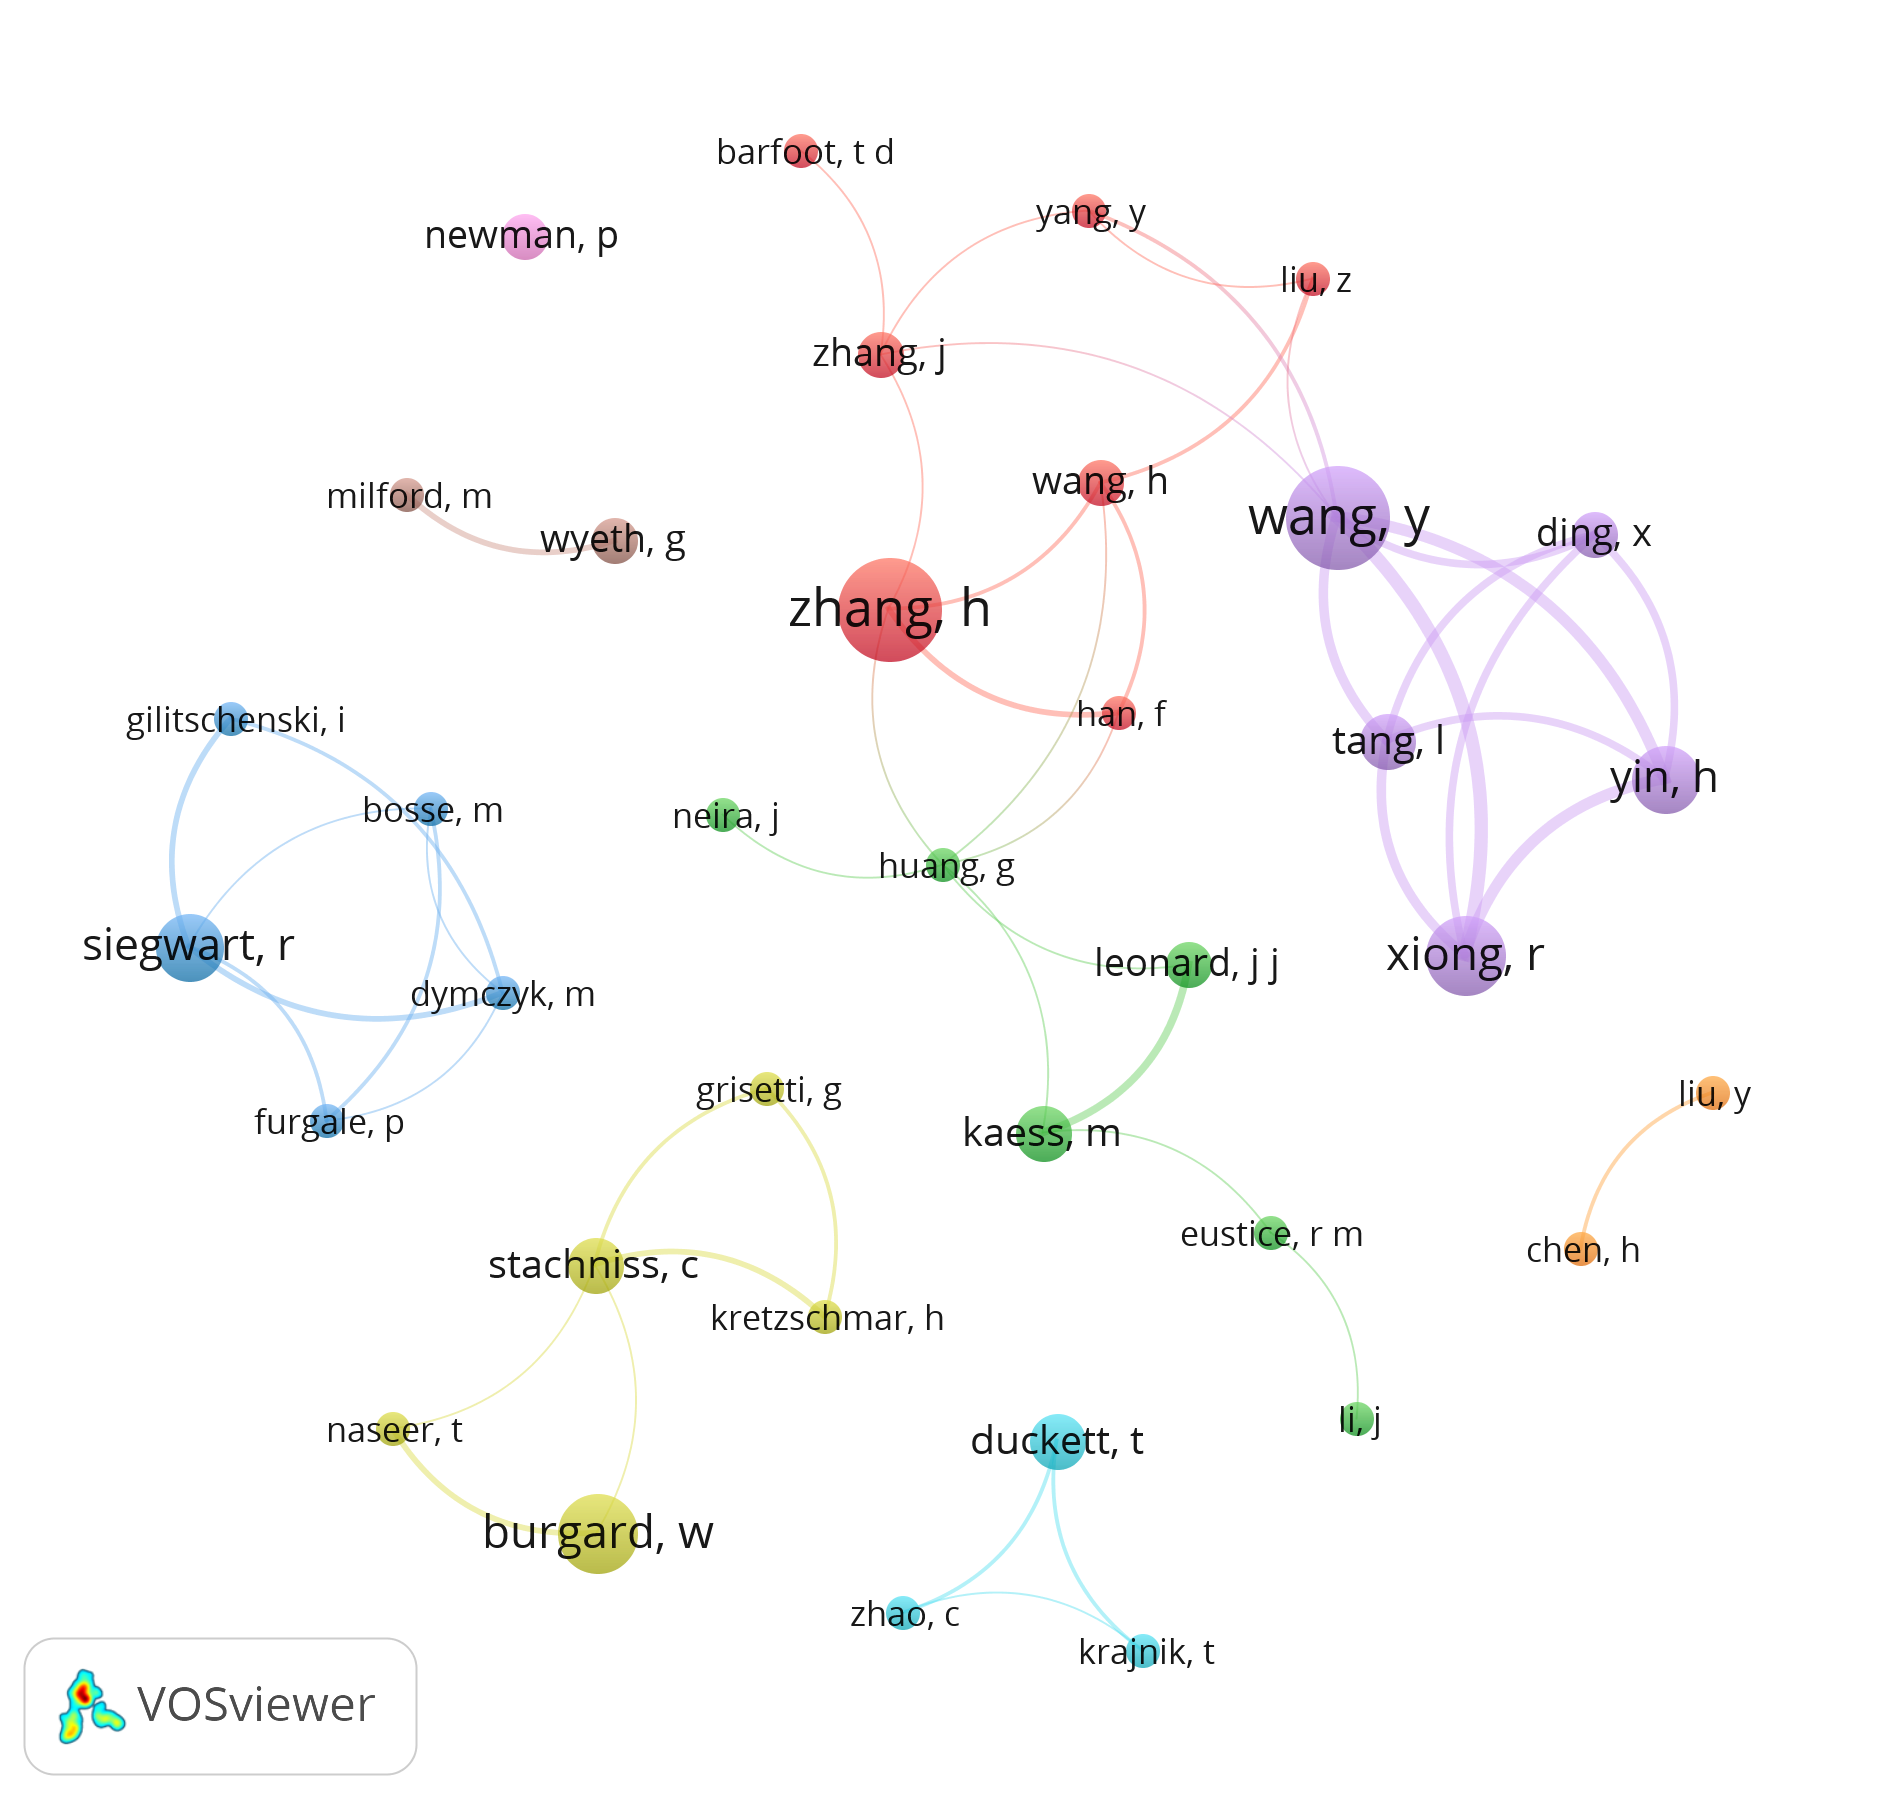 barfoot, t d
yang, y
newman, p
liu, z
zhang, j
wang, h
milford, m
wang, y
ding, x
wyeth, g
zhang, h
han, f
gilitschenski, i
tang, l
yin, h
bosse, m
neira, j
huang, g
siegwart, r
leonard, j j
xiong, r
dymczyk, m
grisetti, g
liu, y
furgale, p
kaess, m
eustice, r m
chen, h
stachniss, c
kretzschmar, h
li, j
naseer, t
duckett, t
burgard, w
zhao, c
krajnik, t
VOSviewer